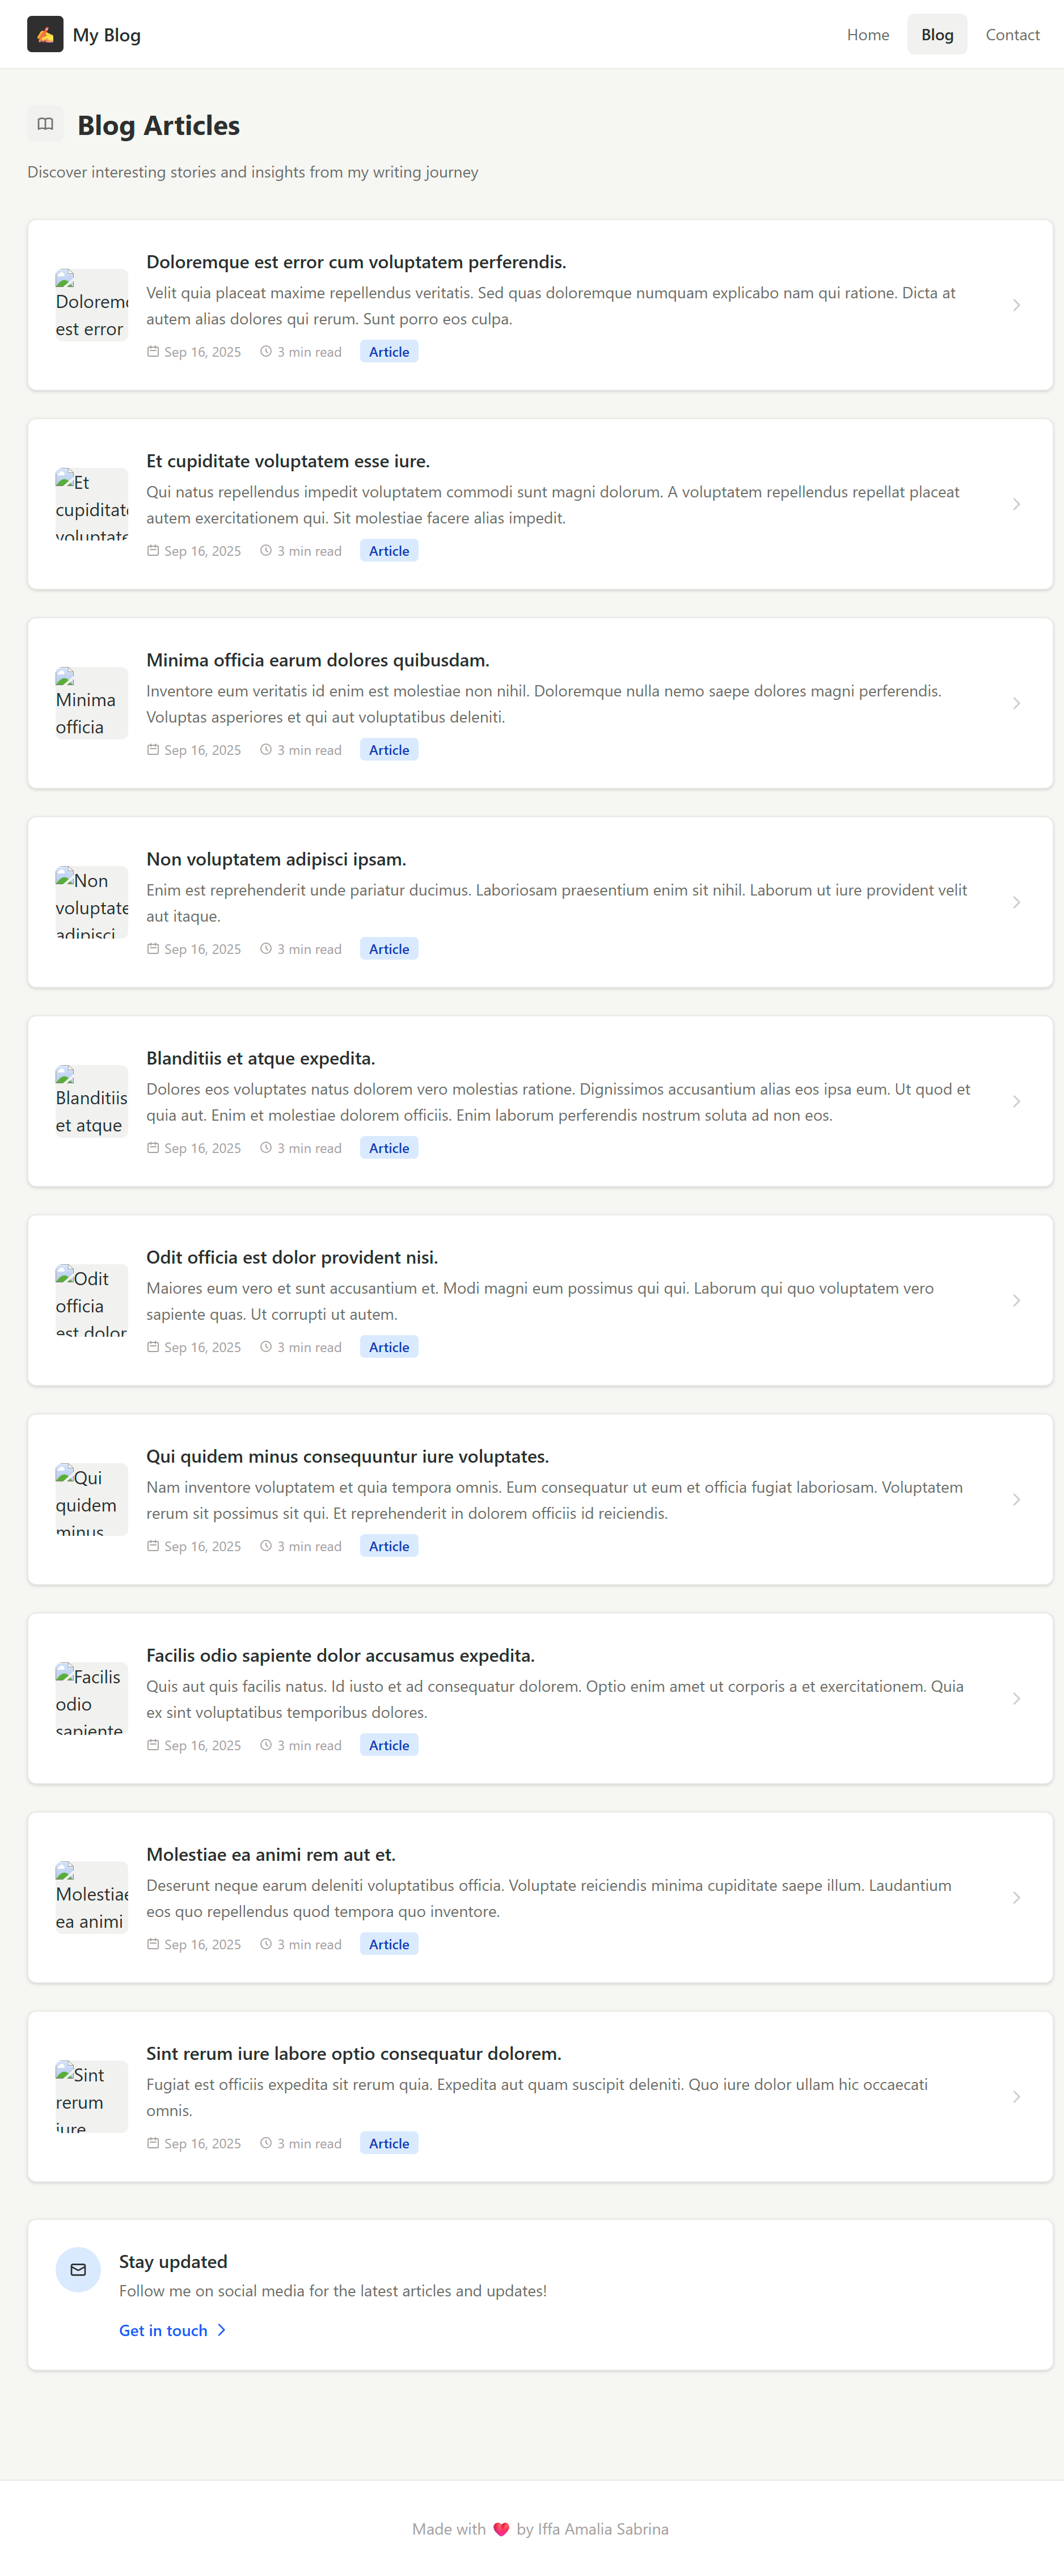 My Blog
Home
Blog
Contact
Blog Articles
Discover interesting stories and insights from my writing journey
Doloremque est error cum voluptatem perferendis.
Doloremq
est error
Velit quia placeat maxime repellendus veritatis. Sed quas doloremque numquam explicabo nam qui ratione. Dicta at
autem alias dolores qui rerum. Sunt porro eos culpa.
Sep 16, 2025
3 min read
Article
Et cupiditate voluptatem esse iure.
Et
cupiditate
voluptate
Qui natus repellendus impedit voluptatem commodi sunt magni dolorum. A voluptatem repellendus repellat placeat
autem exercitationem qui. Sit molestiae facere alias impedit.
Sep 16, 2025
3 min read
Article
Minima officia earum dolores quibusdam.
Minima
officia
Inventore eum veritatis id enim est molestiae non nihil. Doloremque nulla nemo saepe dolores magni perferendis.
Voluptas asperiores et qui aut voluptatibus deleniti.
Sep 16, 2025
3 min read
Article
Non voluptatem adipisci ipsam.
Non
voluptate
adipisci
Enim est reprehenderit unde pariatur ducimus. Laboriosam praesentium enim sit nihil. Laborum ut iure provident velit
aut itaque.
Sep 16, 2025
3 min read
Article
Blanditiis et atque expedita.
Blanditiis
et atque
Dolores eos voluptates natus dolorem vero molestias ratione. Dignissimos accusantium alias eos ipsa eum. Ut quod et
quia aut. Enim et molestiae dolorem officiis. Enim laborum perferendis nostrum soluta ad non eos.
Sep 16, 2025
3 min read
Article
Odit officia est dolor provident nisi.
Odit
officia
est dolor
Maiores eum vero et sunt accusantium et. Modi magni eum possimus qui qui. Laborum qui quo voluptatem vero
sapiente quas. Ut corrupti ut autem.
Sep 16, 2025
3 min read
Article
Qui quidem minus consequuntur iure voluptates.
Qui
quidem
minus
Nam inventore voluptatem et quia tempora omnis. Eum consequatur ut eum et officia fugiat laboriosam. Voluptatem
rerum sit possimus sit qui. Et reprehenderit in dolorem officiis id reiciendis.
Sep 16, 2025
3 min read
Article
Facilis odio sapiente dolor accusamus expedita.
Facilis
odio
sapiente
Quis aut quis facilis natus. Id iusto et ad consequatur dolorem. Optio enim amet ut corporis a et exercitationem. Quia
ex sint voluptatibus temporibus dolores.
Sep 16, 2025
3 min read
Article
Molestiae ea animi rem aut et.
Molestiae
ea animi
Deserunt neque earum deleniti voluptatibus officia. Voluptate reiciendis minima cupiditate saepe illum. Laudantium
eos quo repellendus quod tempora quo inventore.
Sep 16, 2025
3 min read
Article
Sint rerum iure labore optio consequatur dolorem.
Sint
rerum
iure
Fugiat est officiis expedita sit rerum quia. Expedita aut quam suscipit deleniti. Quo iure dolor ullam hic occaecati
omnis.
Sep 16, 2025
3 min read
Article
Stay updated
Follow me on social media for the latest articles and updates!
Get in touch
Made with ❤️ by Iffa Amalia Sabrina